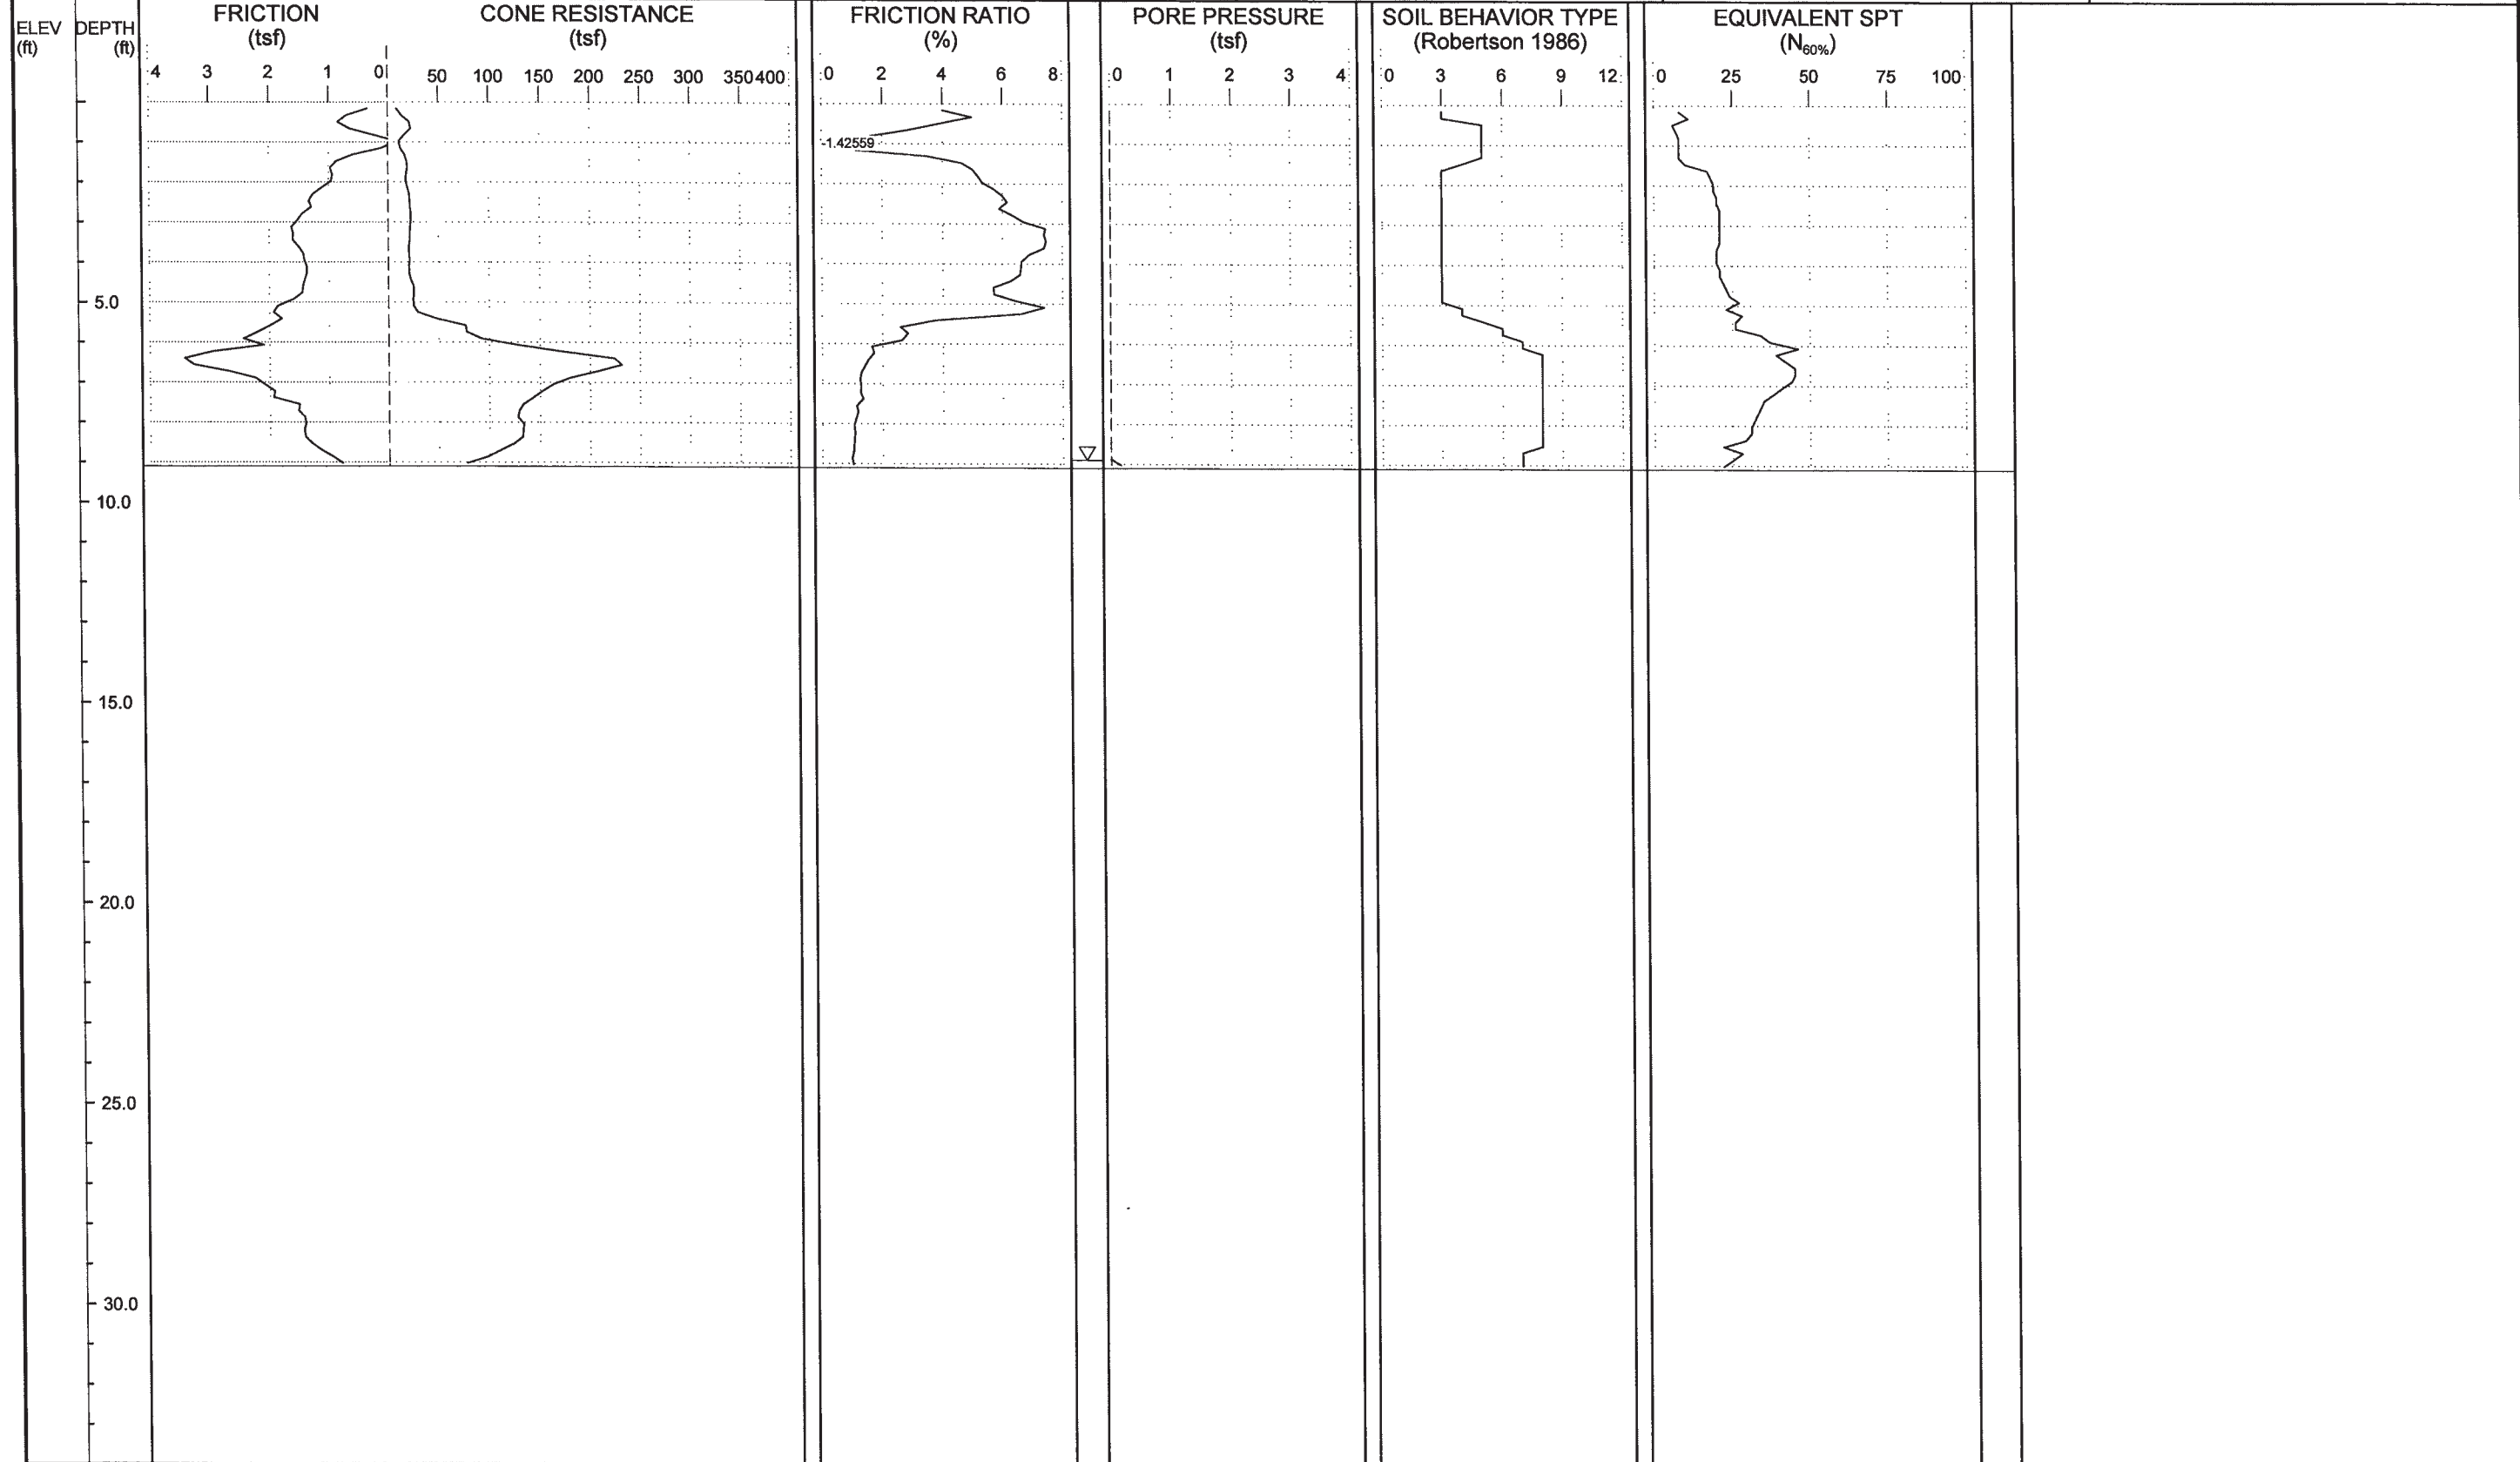 ELEV
(ft)
DEPTH
(ft)
FRICTION
(tsf)
CONE RESISTANCE
(tsf)
FRICTION RATIO
(%)
PORE PRESSURE
(tsf)
SOIL BEHAVIOR TYPE
(Robertson 1986)
EQUIVALENT SPT
(N60%)
4 3 2 1 0 50 100 150 200 250 300 350 400
0 2 4 6 8
0 1 2 3 4
0 3 6 9 12
0 25 50 75 100
-1.42559
5.0
10.0
15.0
20.0
25.0
30.0